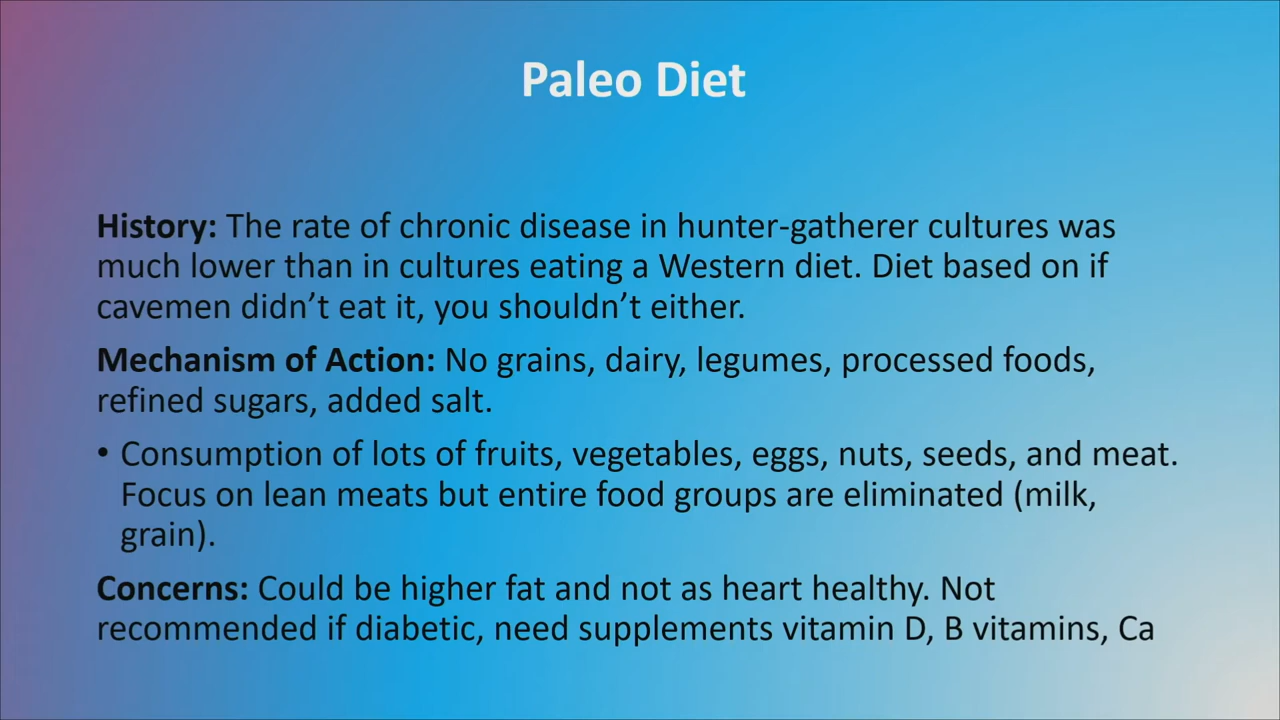 Paleo Diet
History: The rate of chronic disease in hunter-gatherer cultures was
much lower than in cultures eating a Western diet. Diet based on if
cavemen didn’t eat it, you shouldn’t either.
Mechanism of Action: No grains, dairy, legumes, processed foods,
refined sugars, added salt.
• Consumption of lots of fruits, vegetables, eggs, nuts, seeds, and meat.
Focus on lean meats but entire food groups are eliminated (milk,
grain).
Concerns: Could be higher fat and not as heart healthy. Not
recommended if diabetic, need supplements vitamin D, B vitamins, Ca